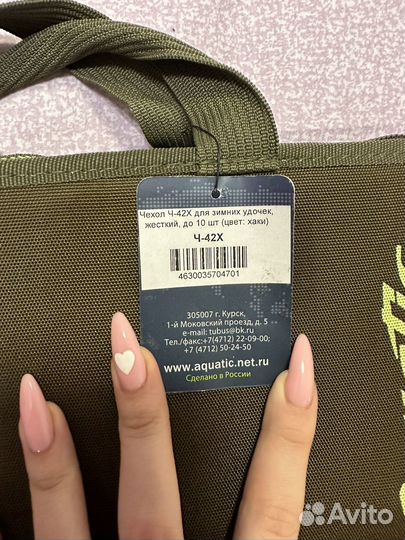 Чехол Ч-42Х для зимних удочек,
жесткий, до 10 шт (цвет: хаки)
Ч-42Х
4630035704701
305007 г. Курск,
1-й Моковский проезд, д. 5
e-mail: tubus@bk.ru
Тел./факс:+7(4712) 22-09-00;
+7 (4712) 50-24-50
www.aquatic.net.ru
Сделано в России
Avito